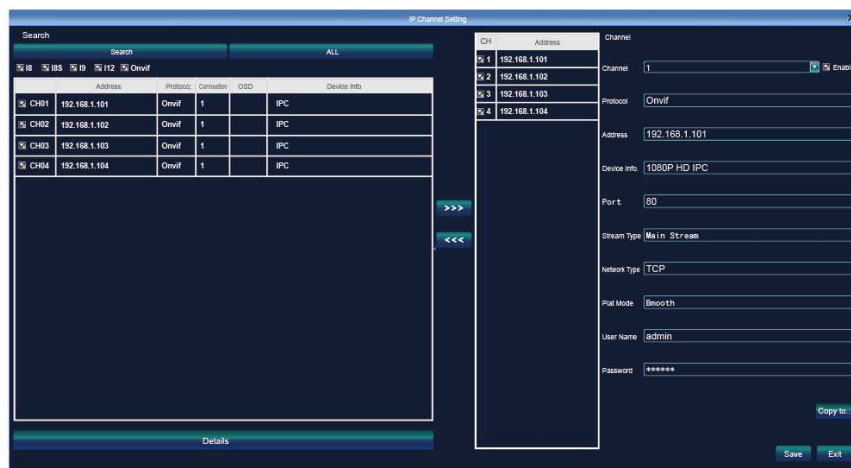 IP Channel Setting
Search
Search ALL
I8 I8S I9 I12 Onvif
Address Protoco; Connection OSD Device Info
CH01 192.168.1.101 Onvif 1 IPC
CH02 192.168.1.102 Onvif 1 IPC
CH03 192.168.1.103 Onvif 1 IPC
CH04 192.168.1.104 Onvif 1 IPC
Details
>>>
<<<
CH Address
1 192.168.1.101
2 192.168.1.102
3 192.168.1.103
4 192.168.1.104
Channel
Channel 1 Enabl
Protocol Onvif
Address 192.168.1.101
Device Info. 1080P HD IPC
Port 80
Stream Type Main Stream
Network Type TCP
Plat Mode Bmooth
User Name admin
Password ******
Copy to..
Save Exit